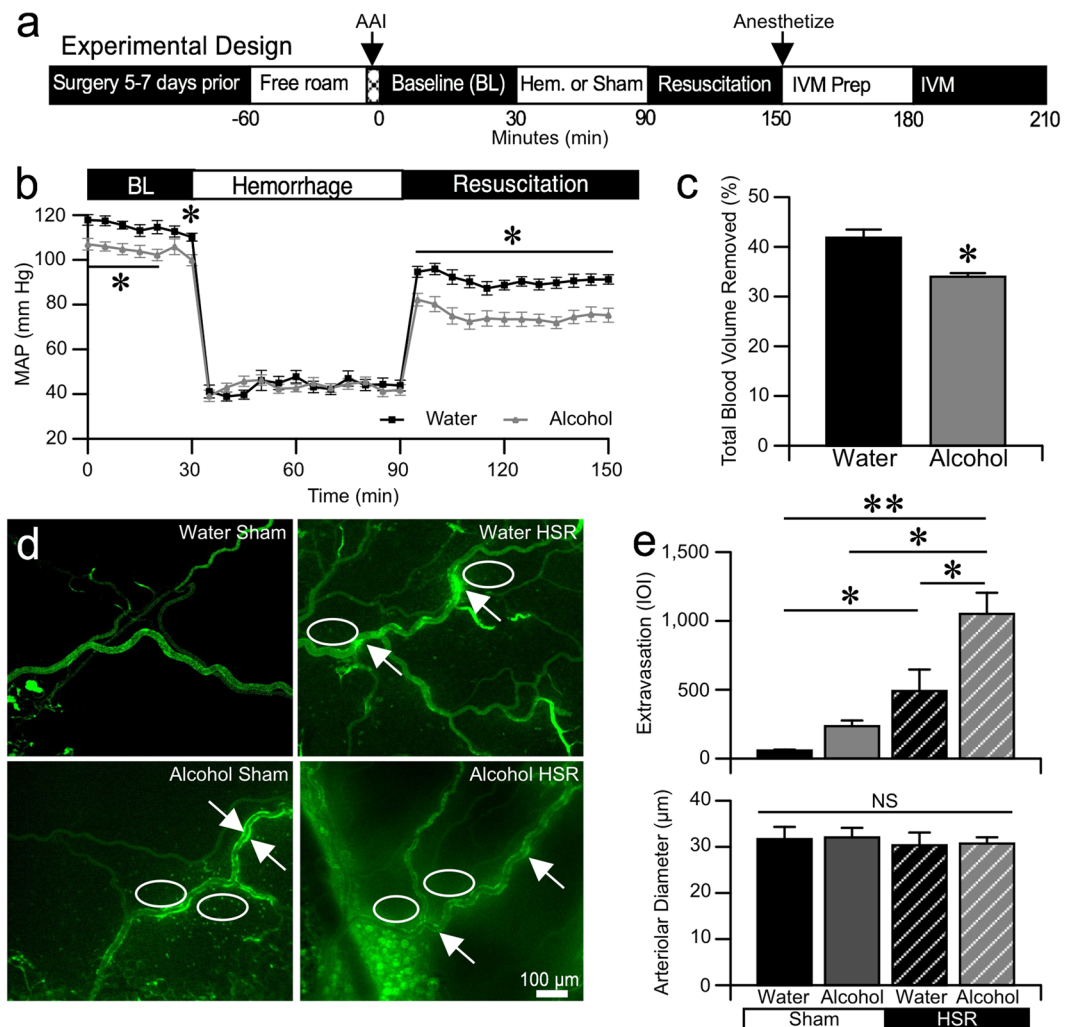 a
AAI
Anesthetize
Experimental Design
Surgery 5-7 days prior Free roam Baseline (BL) Hem. or Sham Resuscitation IVM Prep IVM
-60 0 30 90 150 180 210
Minutes (min)
b
BL Hemorrhage Resuscitation
120
100
80
60
40
20
MAP (mm Hg)
* * *
Water Alcohol
0 30 60 90 120 150
Time (min)
c
50
40
30
20
10
0
Total Blood Volume Removed (%)
*
Water Alcohol
d
Water Sham
Water HSR
Alcohol Sham
Alcohol HSR
100 µm
e
**
*
*
*
1,500
1,000
500
0
Extravasation (IOI)
NS
40
30
20
10
0
Arteriolar Diameter (µm)
Water Alcohol Water Alcohol
Sham HSR